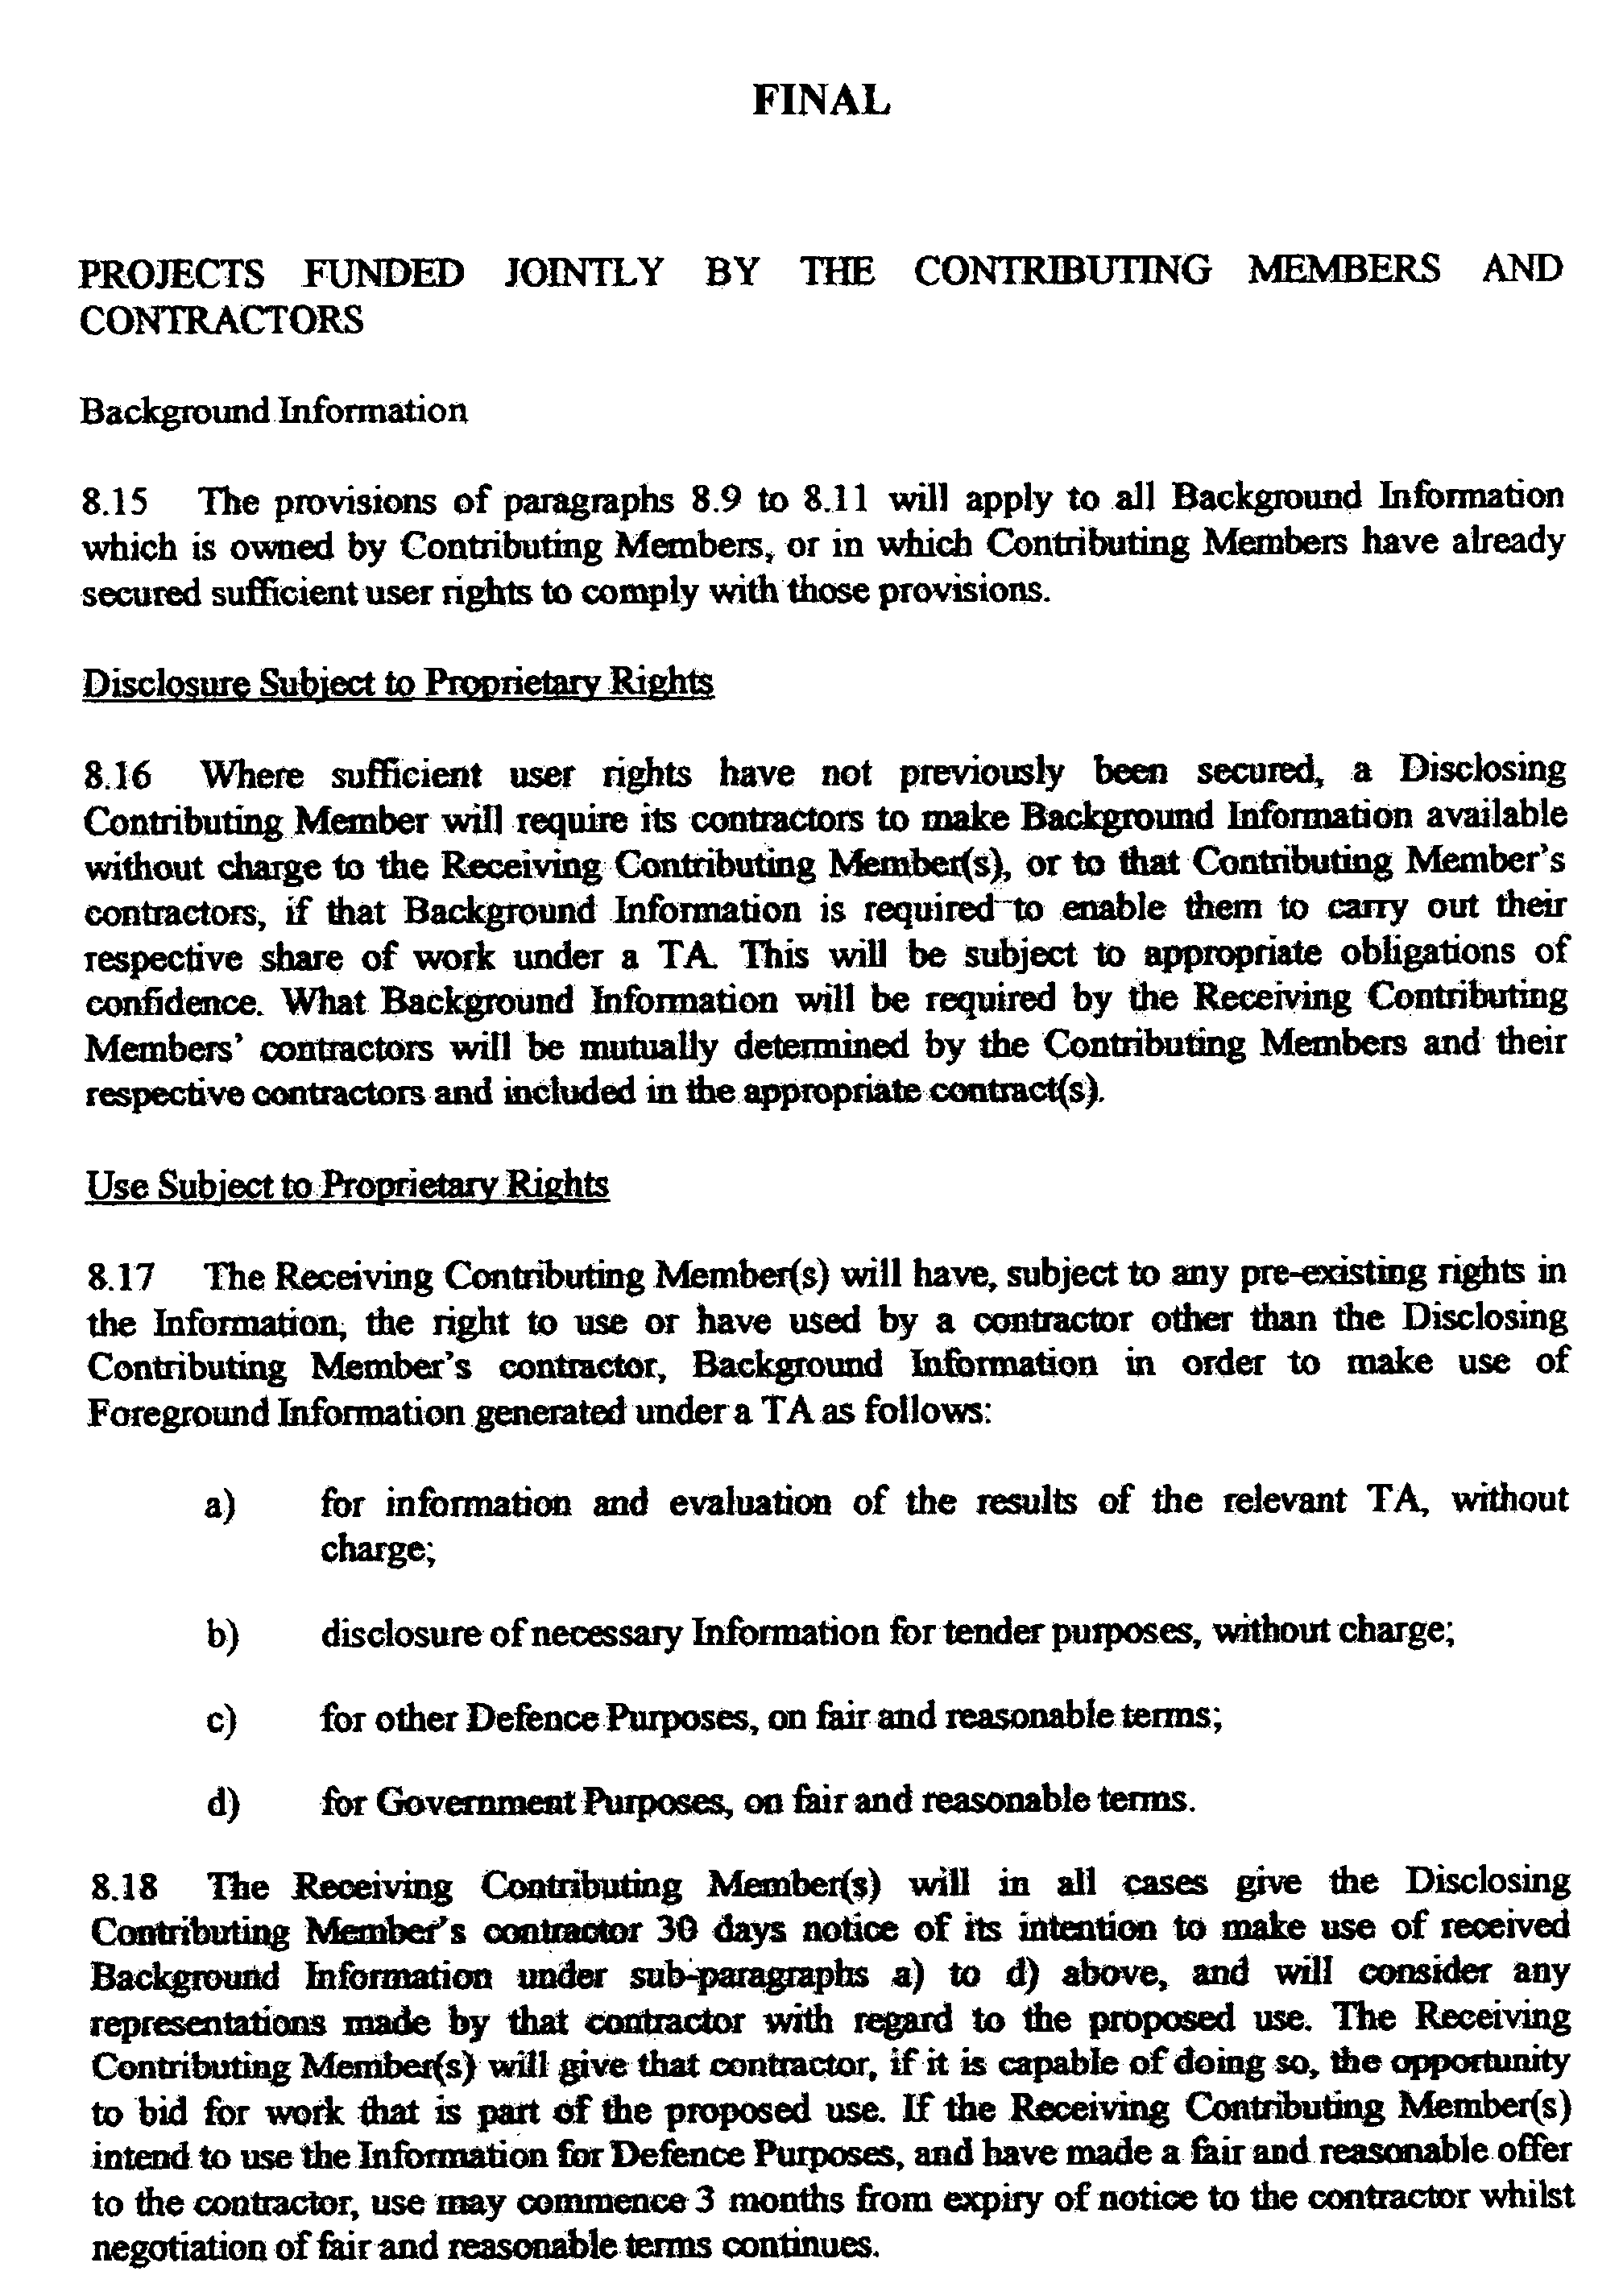 FINAL
PROJECTS FUNDED JOINTLY BY THE CONTRIBUTING MEMBERS AND
CONTRACTORS
Background Information
8.15 The provisions of paragraphs 8.9 to 8.11 will apply to all Background Information
which is owned by Contributing Members, or in which Contributing Members have already
secured sufficient user rights to comply with those provisions.
Disclosure Subject to Proprietary Rights
8.16 Where sufficient user rights have not previously been secured, a Disclosing
Contributing Member will require its contractors to make Background Information available
without charge to the Receiving Contributing Member(s), or to that Contributing Member's
contractors, if that Background Information is required to enable them to carry out their
respective share of work under a TA. This will be subject to appropriate obligations of
confidence. What Background Information will be required by the Receiving Contributing
Members' contractors will be mutually determined by the Contributing Members and their
respective contractors and included in the appropriate contract(s).
Use Subject to Proprietary Rights
8.17 The Receiving Contributing Member(s) will have, subject to any pre-existing rights in
the Information, the right to use or have used by a contractor other than the Disclosing
Contributing Member's contractor, Background Information in order to make use of
Foreground Information generated under a TA as follows:
a) for information and evaluation of the results of the relevant TA, without
charge;
b) disclosure of necessary Information for tender purposes, without charge;
c) for other Defence Purposes, on fair and reasonable terms;
d) for Government Purposes, on fair and reasonable terms.
8.18 The Receiving Contributing Member(s) will in all cases give the Disclosing
Contributing Member's contractor 30 days notice of its intention to make use of received
Background Information under sub-paragraphs a) to d) above, and will consider any
representations made by that contractor with regard to the proposed use. The Receiving
Contributing Member(s) will give that contractor, if it is capable of doing so, the opportunity
to bid for work that is part of the proposed use. If the Receiving Contributing Member(s)
intend to use the Information for Defence Purposes, and have made a fair and reasonable offer
to the contractor, use may commence 3 months from expiry of notice to the contractor whilst
negotiation of fair and reasonable terms continues.